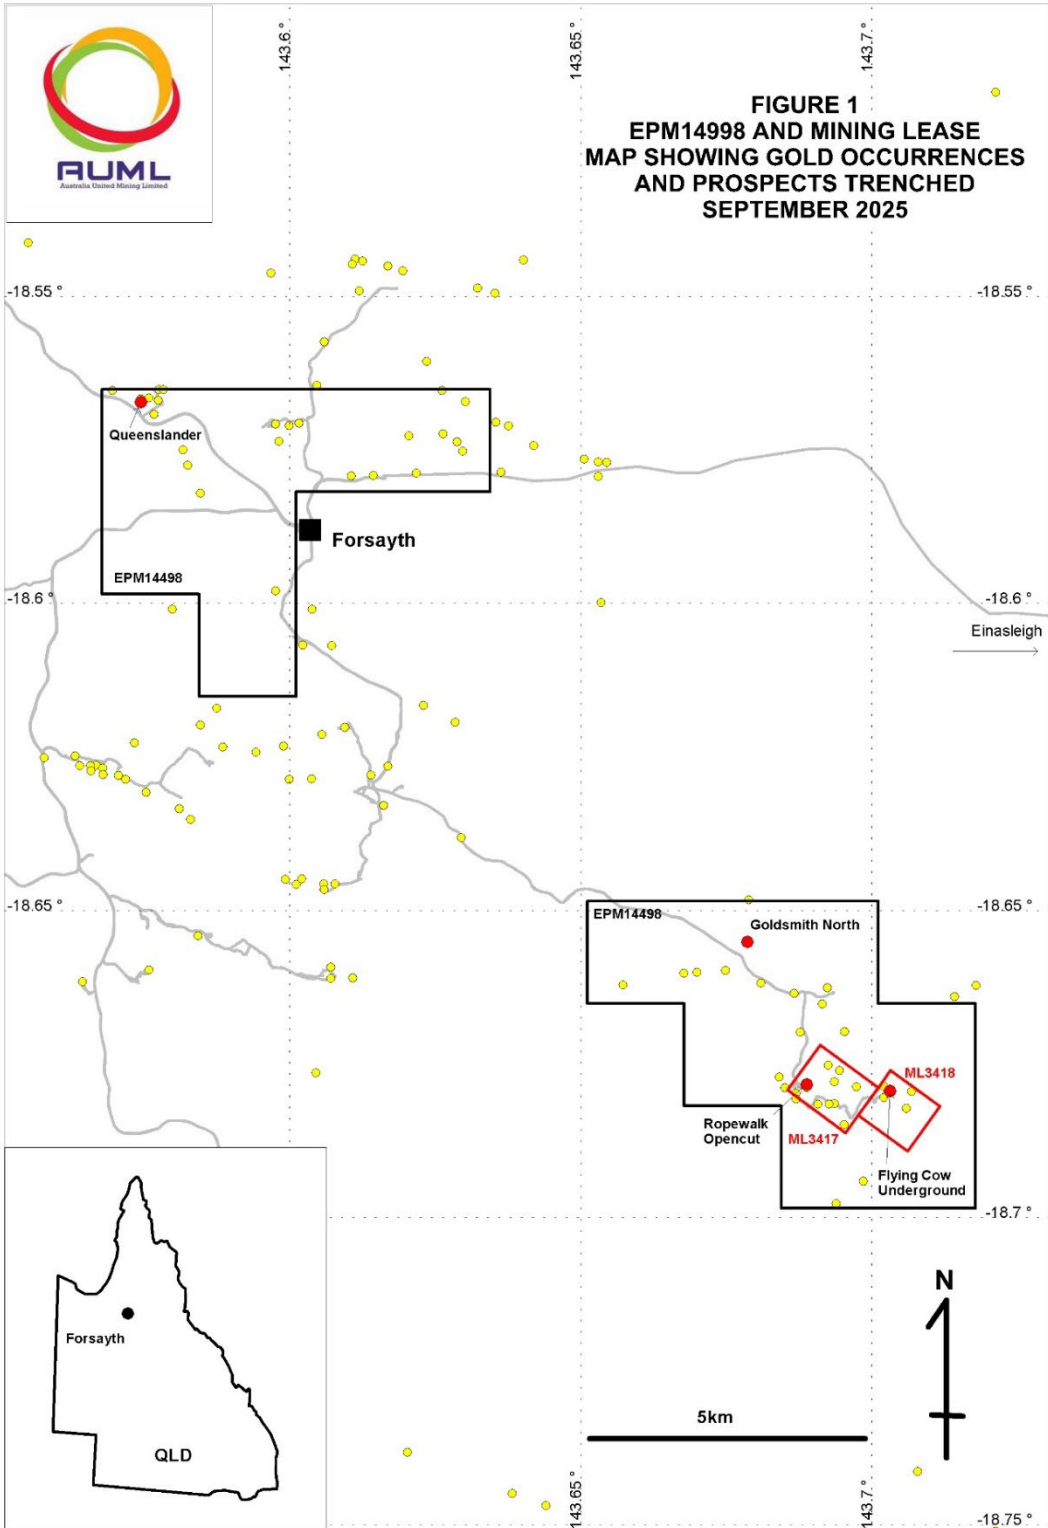 AUML
Australia United Mining Limited
143.6 °
143.65 °
143.7 °
FIGURE 1
EPM14998 AND MINING LEASE
MAP SHOWING GOLD OCCURRENCES
AND PROSPECTS TRENCHED
SEPTEMBER 2025
-18.55 °
-18.55 °
Queenslander
Forsayth
EPM14498
-18.6 °
-18.6 °
Einasleigh
-18.65 °
-18.65 °
EPM14498
Goldsmith North
ML3418
Ropewalk
Opencut
ML3417
Flying Cow
Underground
-18.7 °
Forsayth
QLD
N
5km
143.65 °
143.7 °
-18.75 °